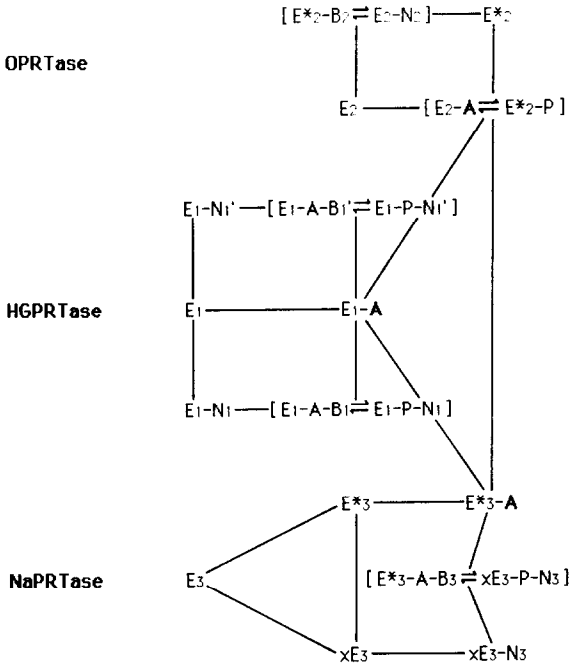 [E*2-B2⇌E2-N2] E*2
OPRTase
E2 [E2-A⇌E*2-P]
E1-N1' [E1-A-B1'⇌E1-P-N1']
HGPRTase E1 E1-A
E1-N1 [E1-A-B1⇌E1-P-N1]
E*3 E*3-A
NaPRTase E3 [E*3-A-B3⇌xE3-P-N3]
xE3 xE3-N3